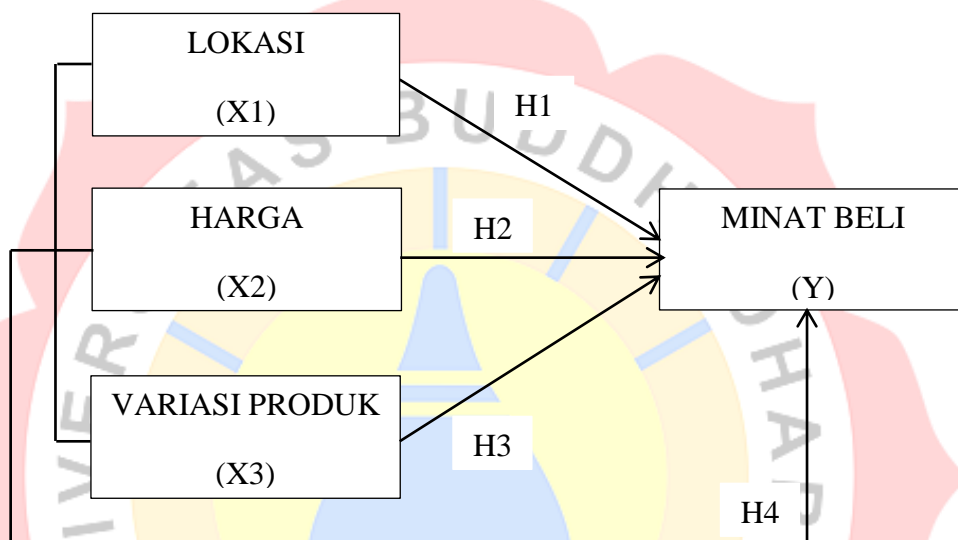 LOKASI
(X1)
H1
HARGA
(X2)
H2
MINAT BELI
(Y)
VARIASI PRODUK
(X3)
H3
H4